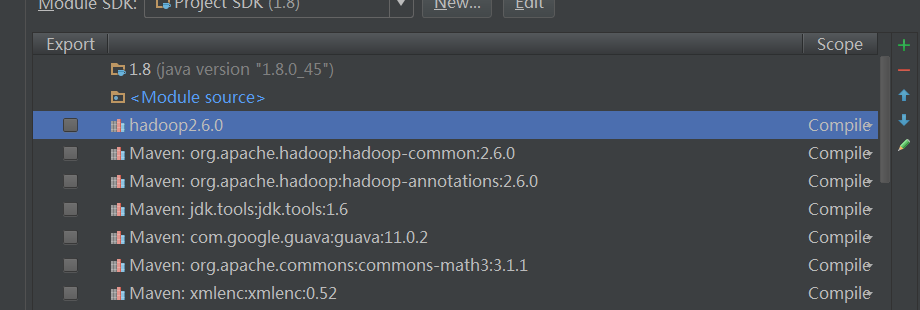 Module SDK: Project SDK (1.8) New... Edit
Export Scope
1.8 (java version "1.8.0_45")
<Module source>
hadoop2.6.0 Compile
Maven: org.apache.hadoop:hadoop-common:2.6.0 Compile
Maven: org.apache.hadoop:hadoop-annotations:2.6.0 Compile
Maven: jdk.tools:jdk.tools:1.6 Compile
Maven: com.google.guava:guava:11.0.2 Compile
Maven: org.apache.commons:commons-math3:3.1.1 Compile
Maven: xmlenc:xmlenc:0.52 Compile